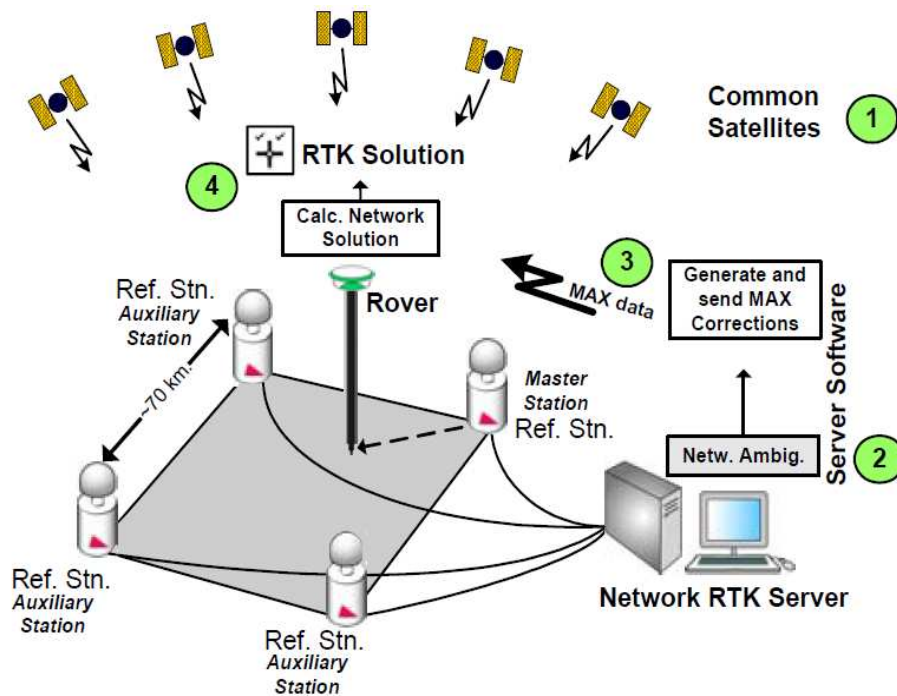 Common
Satellites
1
RTK Solution
4
Calc. Network
Solution
3
MAX data
Generate and
send MAX
Corrections
Server Software
Rover
Ref. Stn.
Auxiliary
Station
~70 km.
Master
Station
Ref. Stn.
Netw. Ambig.
2
Ref. Stn.
Auxiliary
Station
Ref. Stn.
Auxiliary
Station
Network RTK Server